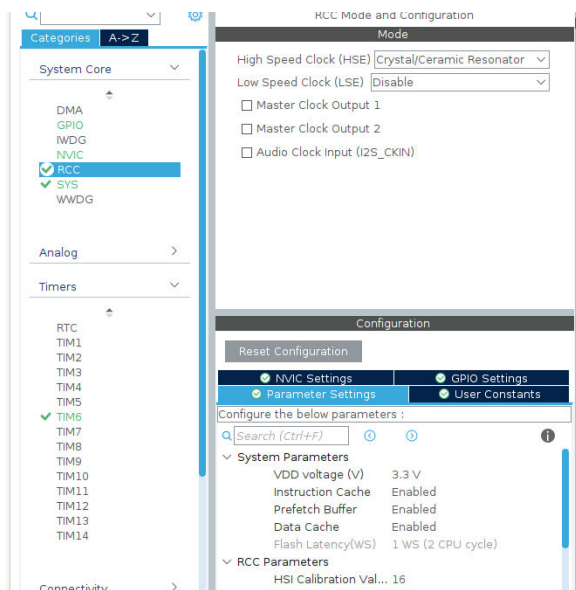 Categories A->Z
System Core
DMA
GPIO
IWDG
NVIC
RCC
SYS
WWDG
Analog
Timers
RTC
TIM1
TIM2
TIM3
TIM4
TIM5
TIM6
TIM7
TIM8
TIM9
TIM10
TIM11
TIM12
TIM13
TIM14
Connectivity
RCC Mode and Configuration
Mode
High Speed Clock (HSE) Crystal/Ceramic Resonator
Low Speed Clock (LSE) Disable
Master Clock Output 1
Master Clock Output 2
Audio Clock Input (I2S_CKIN)
Configuration
Reset Configuration
NVIC Settings GPIO Settings
Parameter Settings User Constants
Configure the below parameters :
Search (Ctrl+F)
System Parameters
VDD voltage (V) 3.3 V
Instruction Cache Enabled
Prefetch Buffer Enabled
Data Cache Enabled
Flash Latency(WS) 1 WS (2 CPU cycle)
RCC Parameters
HSI Calibration Val... 16